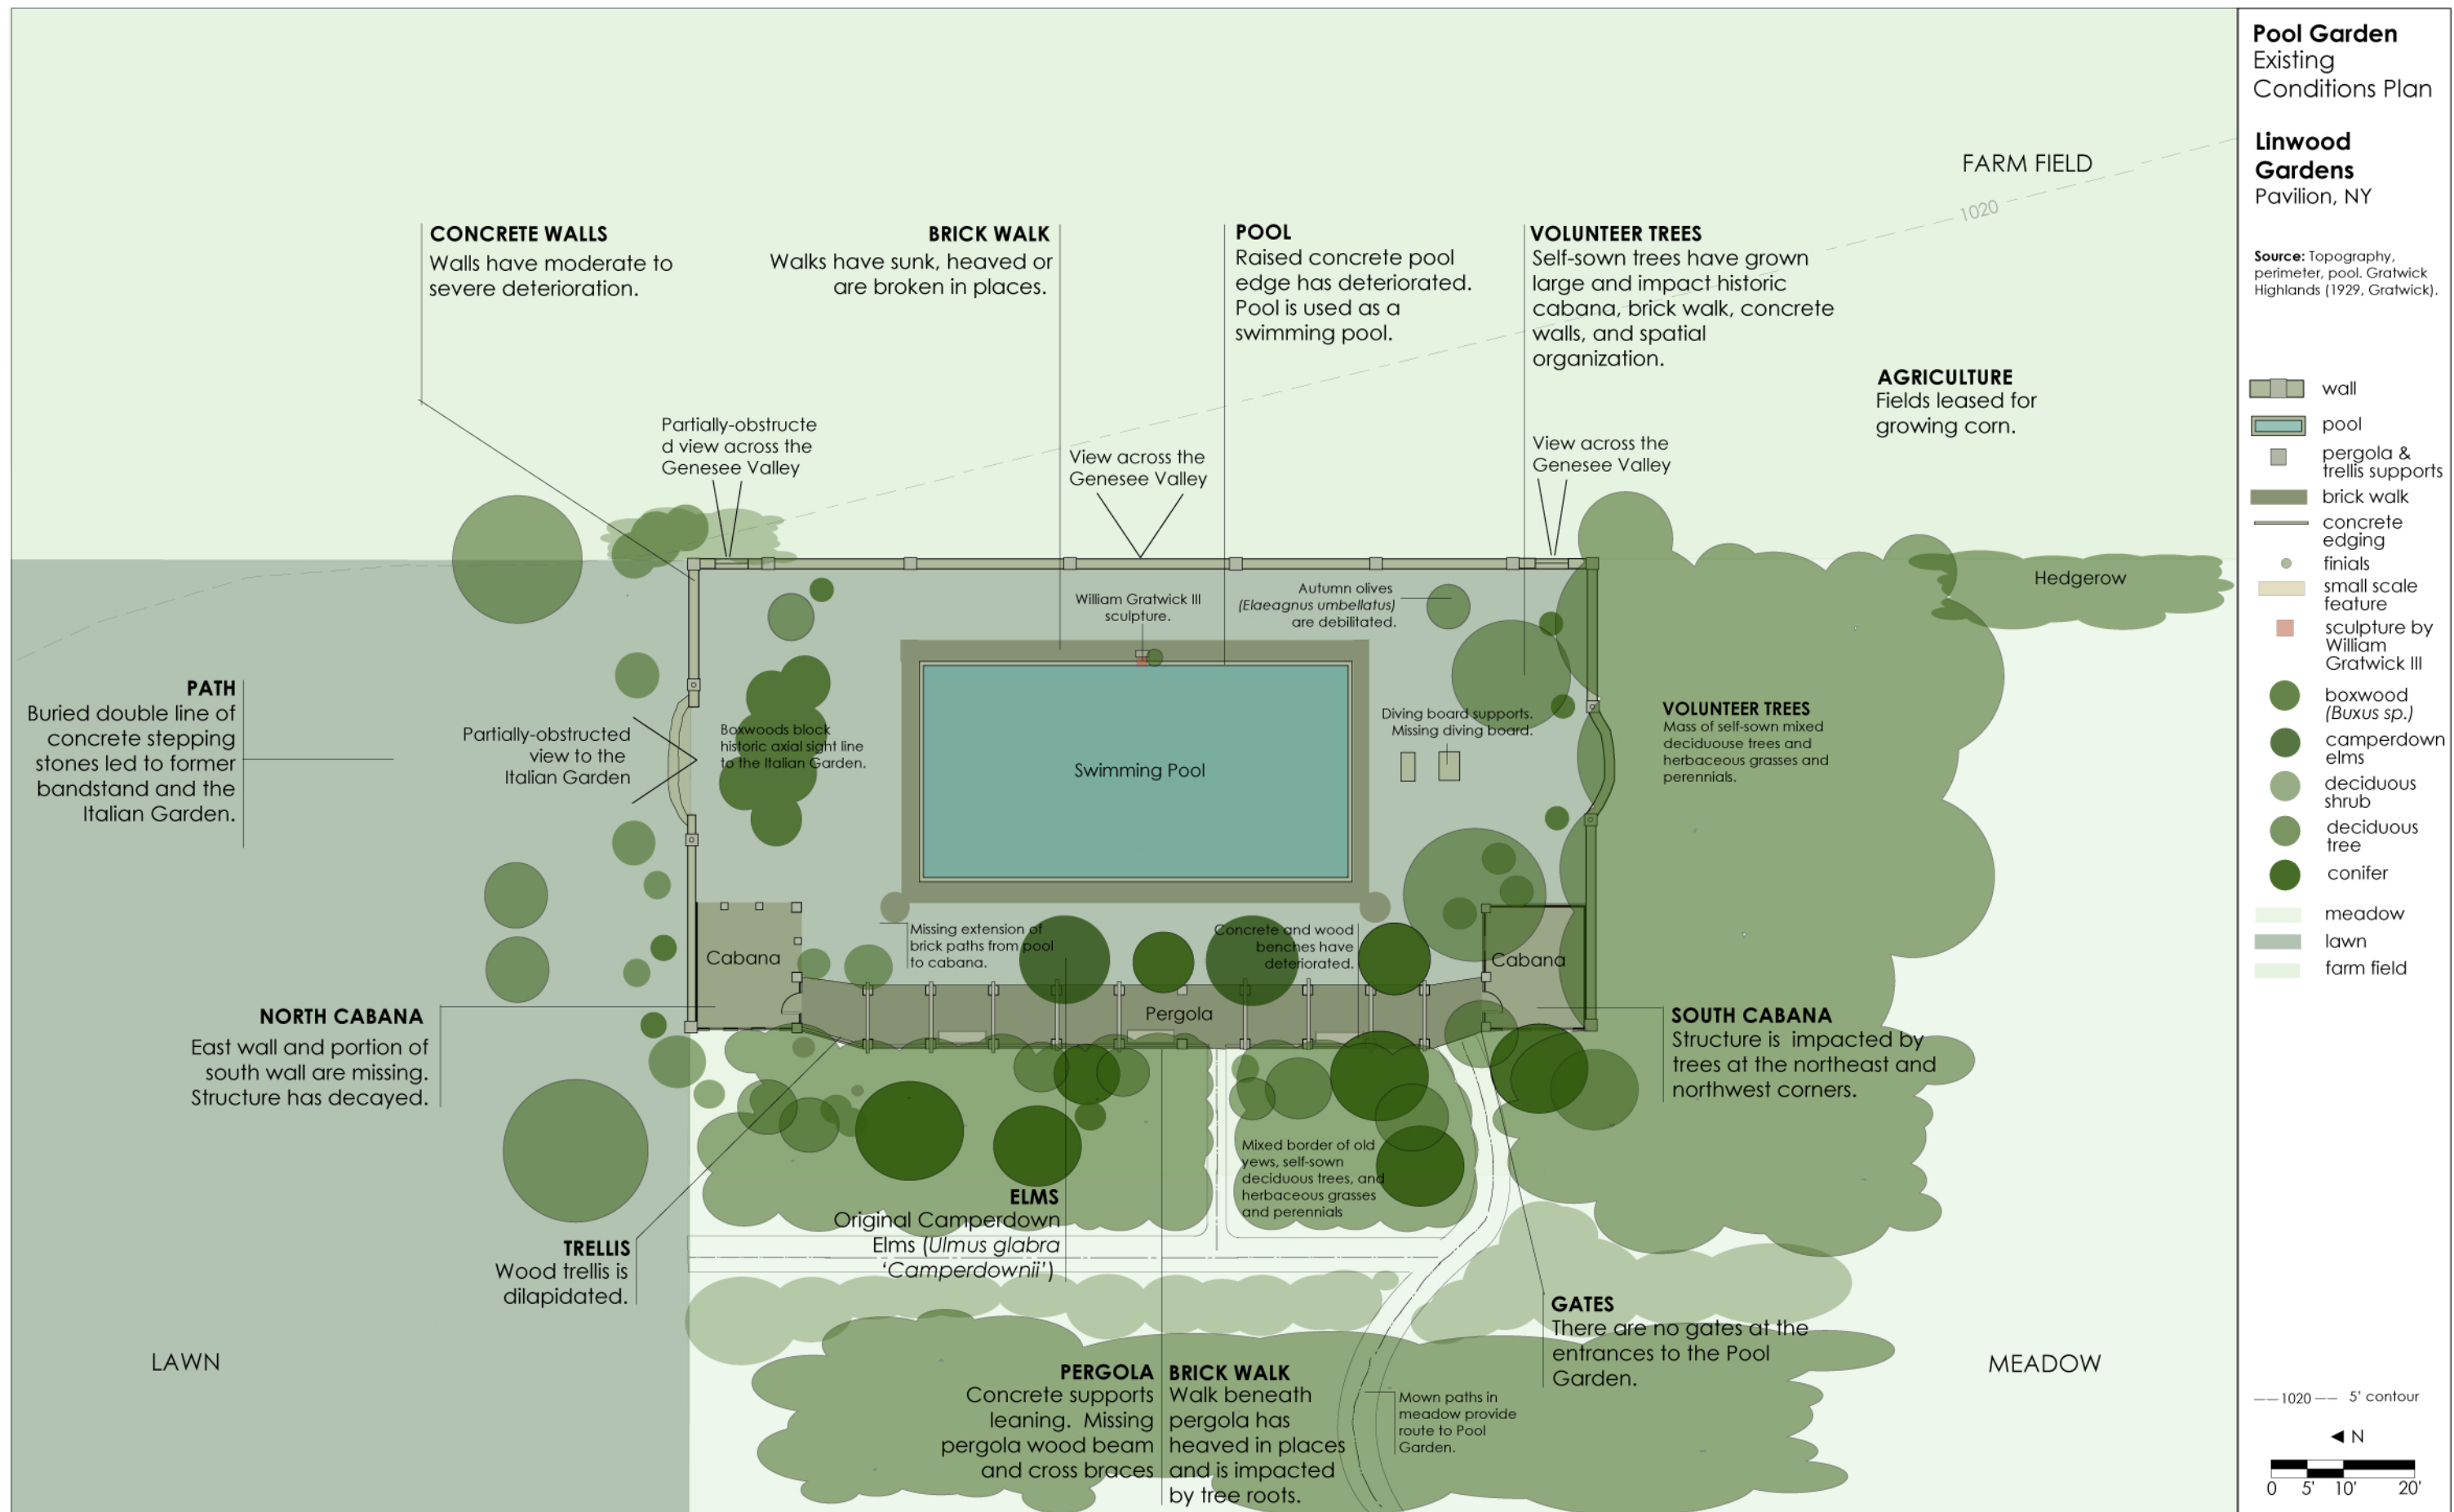 Pool Garden
Existing
Conditions Plan
Linwood
Gardens
Pavilion, NY
Source: Topography,
perimeter, pool. Gratwick
Highlands (1929, Gratwick).
FARM FIELD
1020
CONCRETE WALLS
Walls have moderate to
severe deterioration.
BRICK WALK
Walks have sunk, heaved or
are broken in places.
POOL
Raised concrete pool
edge has deteriorated.
Pool is used as a
swimming pool.
VOLUNTEER TREES
Self-sown trees have grown
large and impact historic
cabana, brick walk, concrete
walls, and spatial
organization.
AGRICULTURE
Fields leased for
growing corn.
Partially-obstructe
d view across the
Genesee Valley
View across the
Genesee Valley
View across the
Genesee Valley
Hedgerow
William Gratwick III
sculpture.
Autumn olives
(Elaeagnus umbellatus)
are debilitated.
PATH
Buried double line of
concrete stepping
stones led to former
bandstand and the
Italian Garden.
Partially-obstructed
view to the
Italian Garden
Boxwoods block
historic axial sight line
to the Italian Garden.
Swimming Pool
Diving board supports.
Missing diving board.
VOLUNTEER TREES
Mass of self-sown mixed
deciduouse trees and
herbaceous grasses and
perennials.
Cabana
Missing extension of
brick paths from pool
to cabana.
Concrete and wood
benches have
deteriorated.
Cabana
Pergola
NORTH CABANA
East wall and portion of
south wall are missing.
Structure has decayed.
SOUTH CABANA
Structure is impacted by
trees at the northeast and
northwest corners.
Mixed border of old
yews, self-sown
deciduous trees, and
herbaceous grasses
and perennials
ELMS
Original Camperdown
Elms (Ulmus glabra
‘Camperdownii’)
TRELLIS
Wood trellis is
dilapidated.
GATES
There are no gates at the
entrances to the Pool
Garden.
LAWN
MEADOW
PERGOLA
Concrete supports
leaning. Missing
pergola wood beam
and cross braces
BRICK WALK
Walk beneath
pergola has
heaved in places
and is impacted
by tree roots.
Mown paths in
meadow provide
route to Pool
Garden.
wall
pool
pergola &
trellis supports
brick walk
concrete
edging
finials
small scale
feature
sculpture by
William
Gratwick III
boxwood
(Buxus sp.)
camperdown
elms
deciduous
shrub
deciduous
tree
conifer
meadow
lawn
farm field
1020 5' contour
N
0 5' 10' 20'